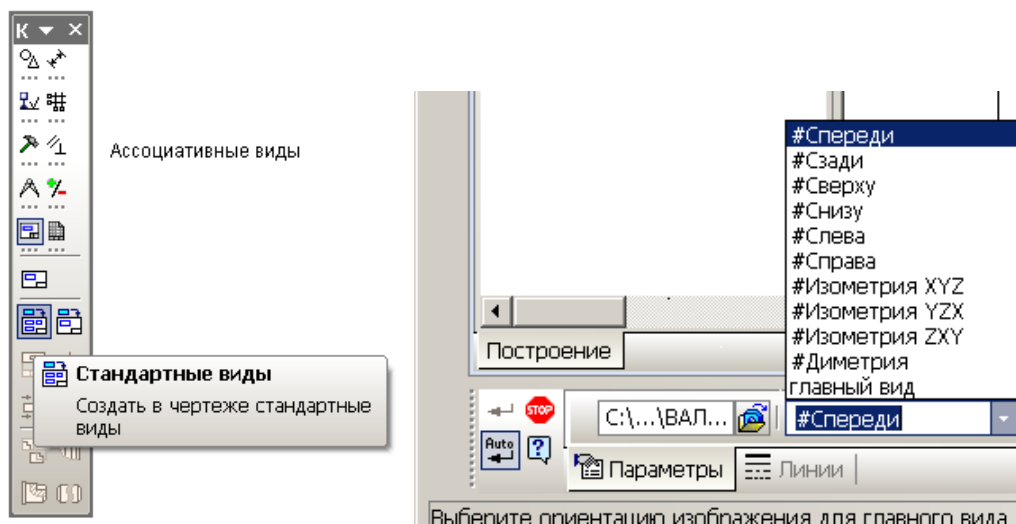 К
Ассоциативные виды
Стандартные виды
Создать в чертеже стандартные
виды
#Спереди
#Сзади
#Сверху
#Снизу
#Слева
#Справа
#Изометрия XYZ
#Изометрия YZX
#Изометрия ZXY
#Диметрия
главный вид
Построение
STOP
C:\...\ВАЛ...
#Спереди
Auto
Параметры
Линии
Выберите ориентацию изображения для главного вида